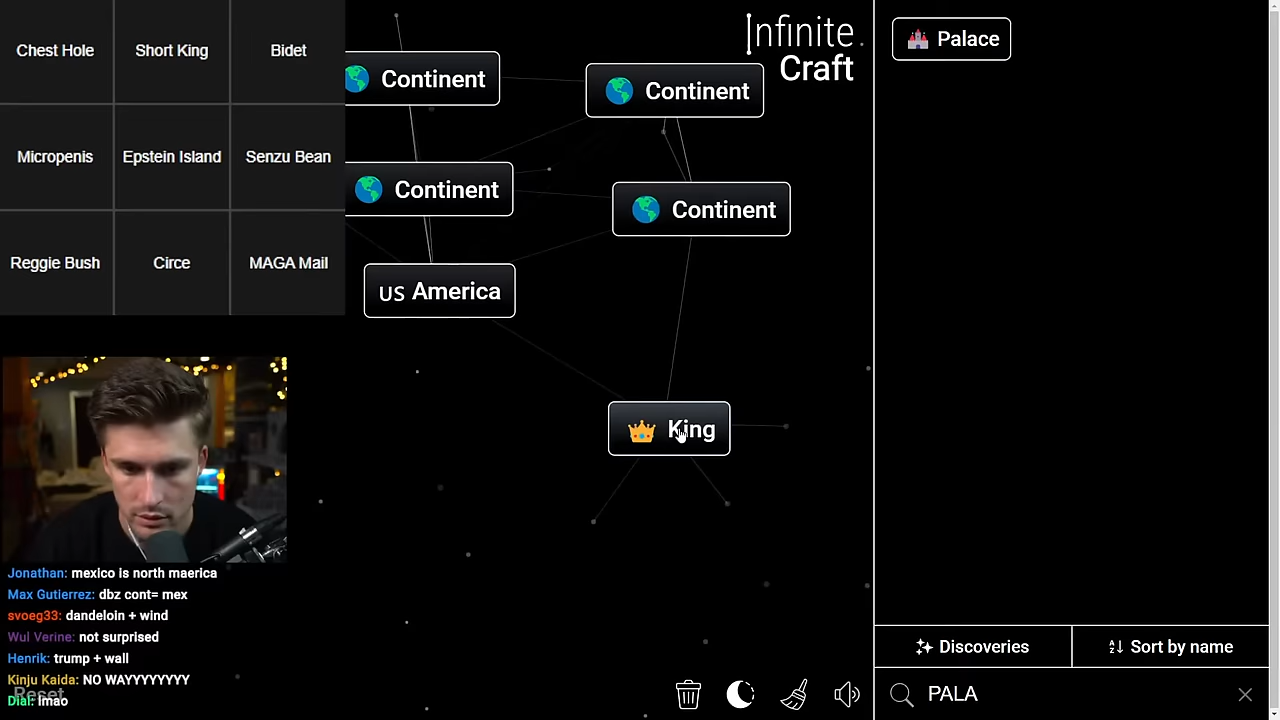 Chest Hole
Short King
Bidet
Micropenis
Epstein Island
Senzu Bean
Reggie Bush
Circe
MAGA Mail
Continent
Continent
Continent
Continent
US America
King
Infinite
Craft
Palace
Jonathan: mexico is north maerica
Max Gutierrez: dbz cont= mex
svoeg33: dandeloin + wind
Wul Verine: not surprised
Henrik: trump + wall
Kinju Kaida: NO WAYYYYYYYY
Reset
Dial: lmao
Discoveries
Sort by name
PALA